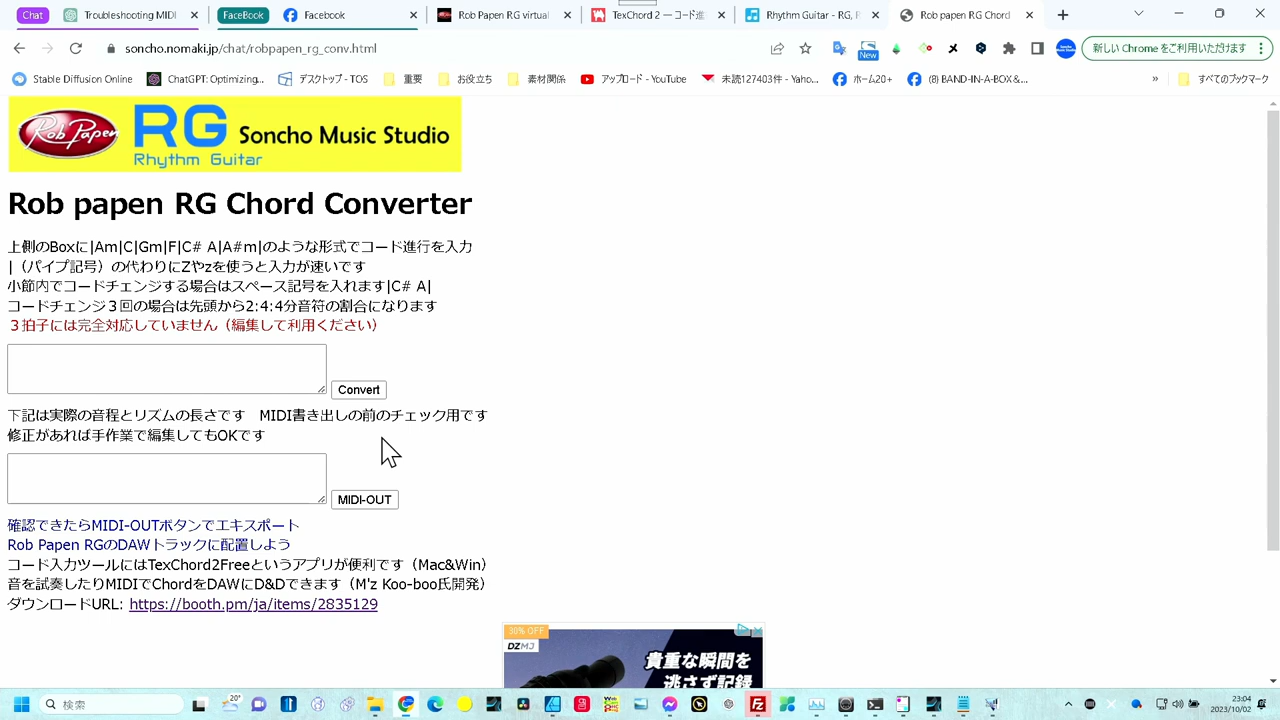 Chat
Troubleshooting MIDI
FaceBook
Facebook
Rob Papen RG virtual
TexChord 2 — コード進
Rhythm Guitar - RG, R
Rob papen RG Chord
soncho.nomaki.jp/chat/robpapen_rg_conv.html
New
新しい Chrome をご利用いただけます
Stable Diffusion Online
ChatGPT: Optimizing...
デスクトップ - TOS
重要
お役立ち
素材関係
アップロード - YouTube
未読127403件 - Yaho...
ホーム20+
(8) BAND-IN-A-BOX &...
»
すべてのブックマーク
Rob Papen
RG
Rhythm Guitar
Soncho Music Studio
Rob papen RG Chord Converter
上側のBoxに|Am|C|Gm|F|C# A|A#m|のような形式でコード進行を入力
|（パイプ記号）の代わりにZやzを使うと入力が速いです
小節内でコードチェンジする場合はスペース記号を入れます|C# A|
コードチェンジ３回の場合は先頭から2:4:4分音符の割合になります
３拍子には完全対応していません（編集して利用ください）
Convert
下記は実際の音程とリズムの長さです　MIDI書き出しの前のチェック用です
修正があれば手作業で編集してもOKです
MIDI-OUT
確認できたらMIDI-OUTボタンでエキスポート
Rob Papen RGのDAWトラックに配置しよう
コード入力ツールにはTexChord2Freeというアプリが便利です（Mac&Win）
音を試奏したりMIDIでChordをDAWにD&Dできます（M'z Koo-boo氏開発）
ダウンロードURL: https://booth.pm/ja/items/2835129
30% OFF
DZMJ
貴重な瞬間を
逃さず記録
検索
20°
23:04
2023/10/02